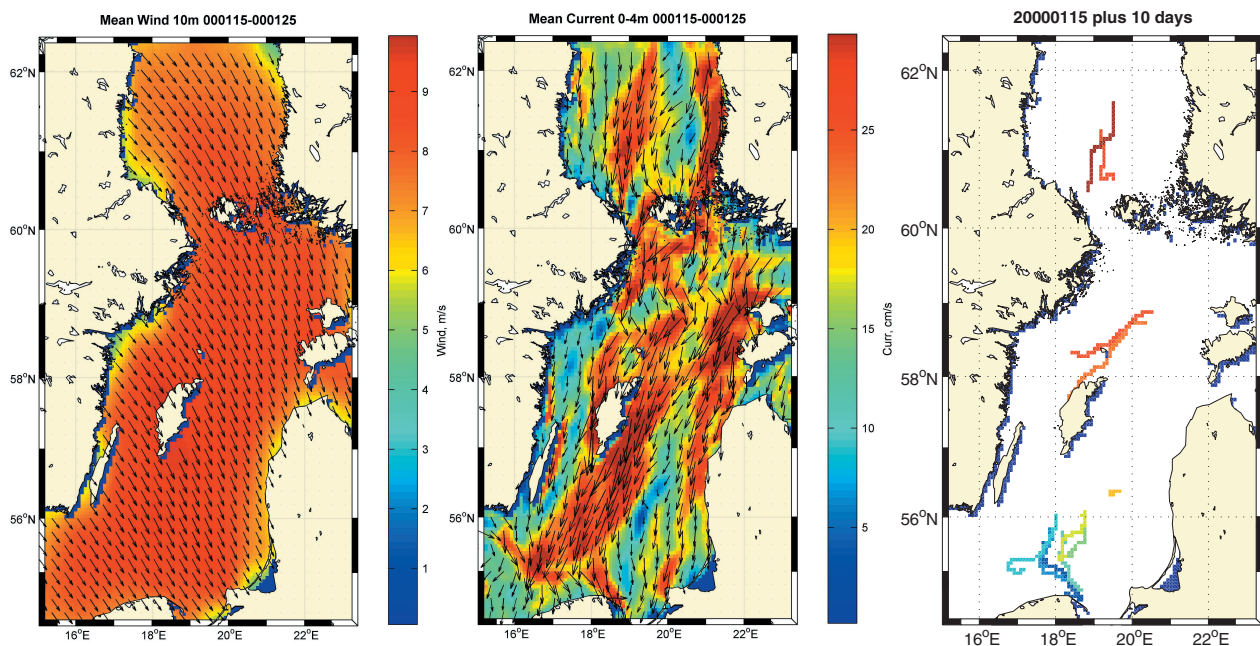 Mean Wind 10m 000115-000125
62°N
60°N
58°N
56°N
16°E
18°E
20°E
22°E
9
8
7
6
5
4
3
2
1
Wind, m/s
Mean Current 0-4m 000115-000125
62°N
60°N
58°N
56°N
16°E
18°E
20°E
22°E
25
20
15
10
5
Curr, cm/s
20000115 plus 10 days
62°N
60°N
58°N
56°N
16°E
18°E
20°E
22°E